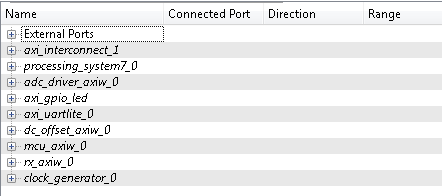 Name Connected Port Direction Range
External Ports
axi_interconnect_1
processing_system7_0
adc_driver_axiw_0
axi_gpio_led
axi_uartlite_0
dc_offset_axiw_0
mcu_axiw_0
rx_axiw_0
clock_generator_0